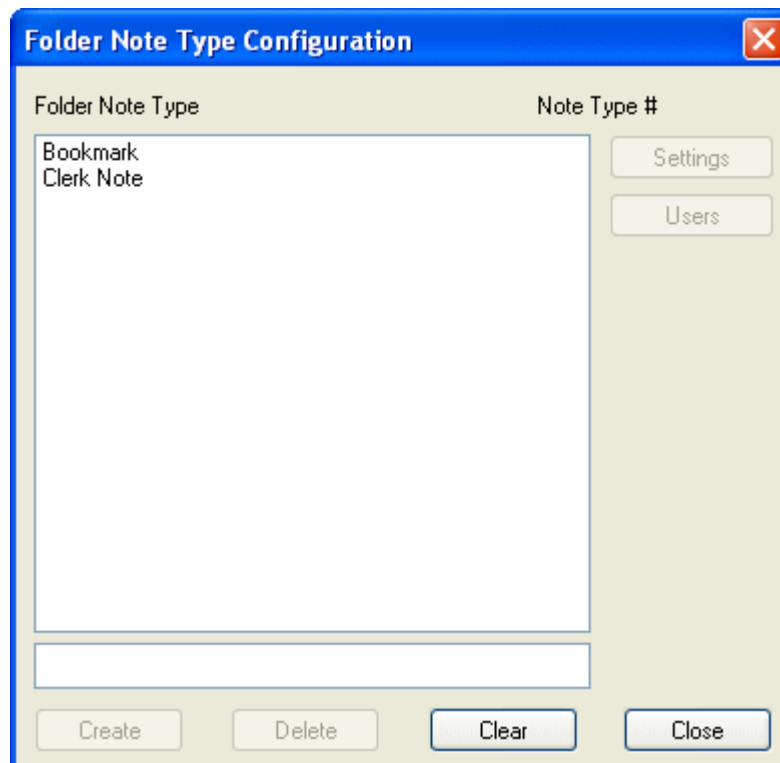 Folder Note Type Configuration
Folder Note Type Note Type #
Bookmark
Clerk Note
Settings
Users
Create Delete Clear Close